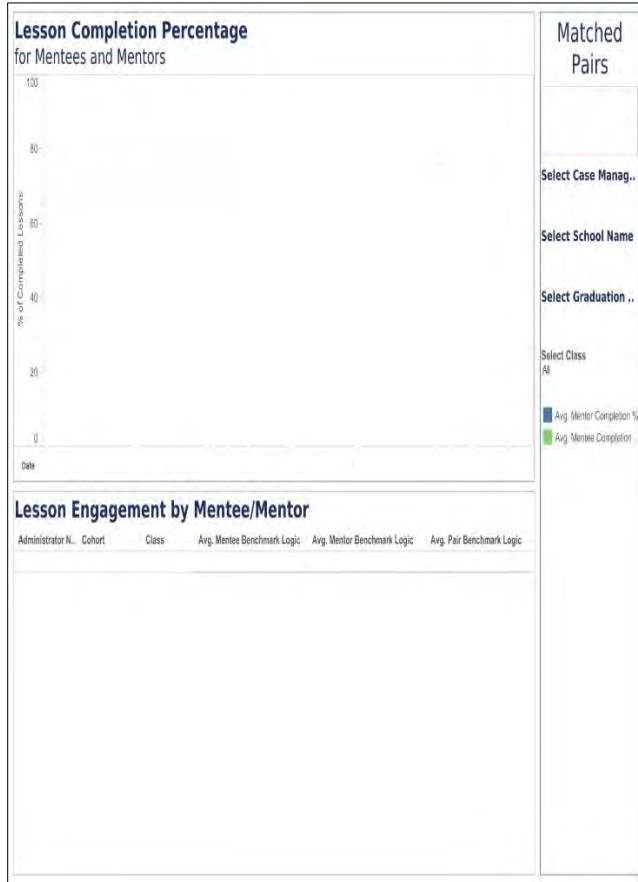 Lesson Completion Percentage
for Mentees and Mentors
100
80
60
40
20
0
% of Completed Lessons
Date
Matched
Pairs
Select Case Manag..
Select School Name
Select Graduation ..
Select Class
All
Avg. Mentor Completion %
Avg. Mentee Completion ..
Lesson Engagement by Mentee/Mentor
Administrator N.. Cohort Class Avg. Mentee Benchmark Logic Avg. Mentor Benchmark Logic Avg. Pair Benchmark Logic